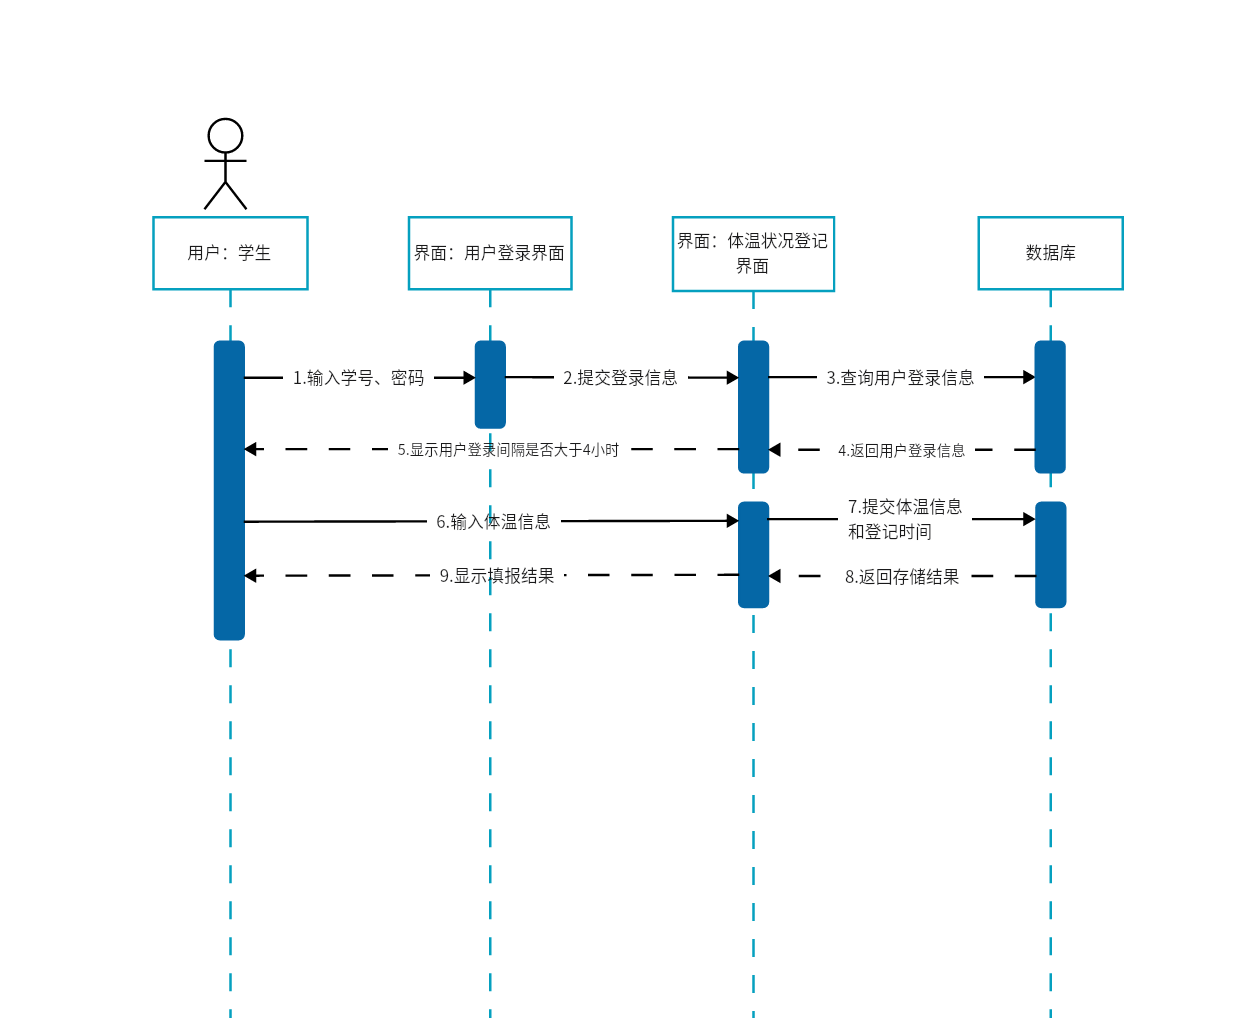 用户：学生
界面：用户登录界面
界面：体温状况登记
界面
数据库
1.输入学号、密码
2.提交登录信息
3.查询用户登录信息
5.显示用户登录间隔是否大于4小时
4.返回用户登录信息
6.输入体温信息
7.提交体温信息
和登记时间
9.显示填报结果
8.返回存储结果